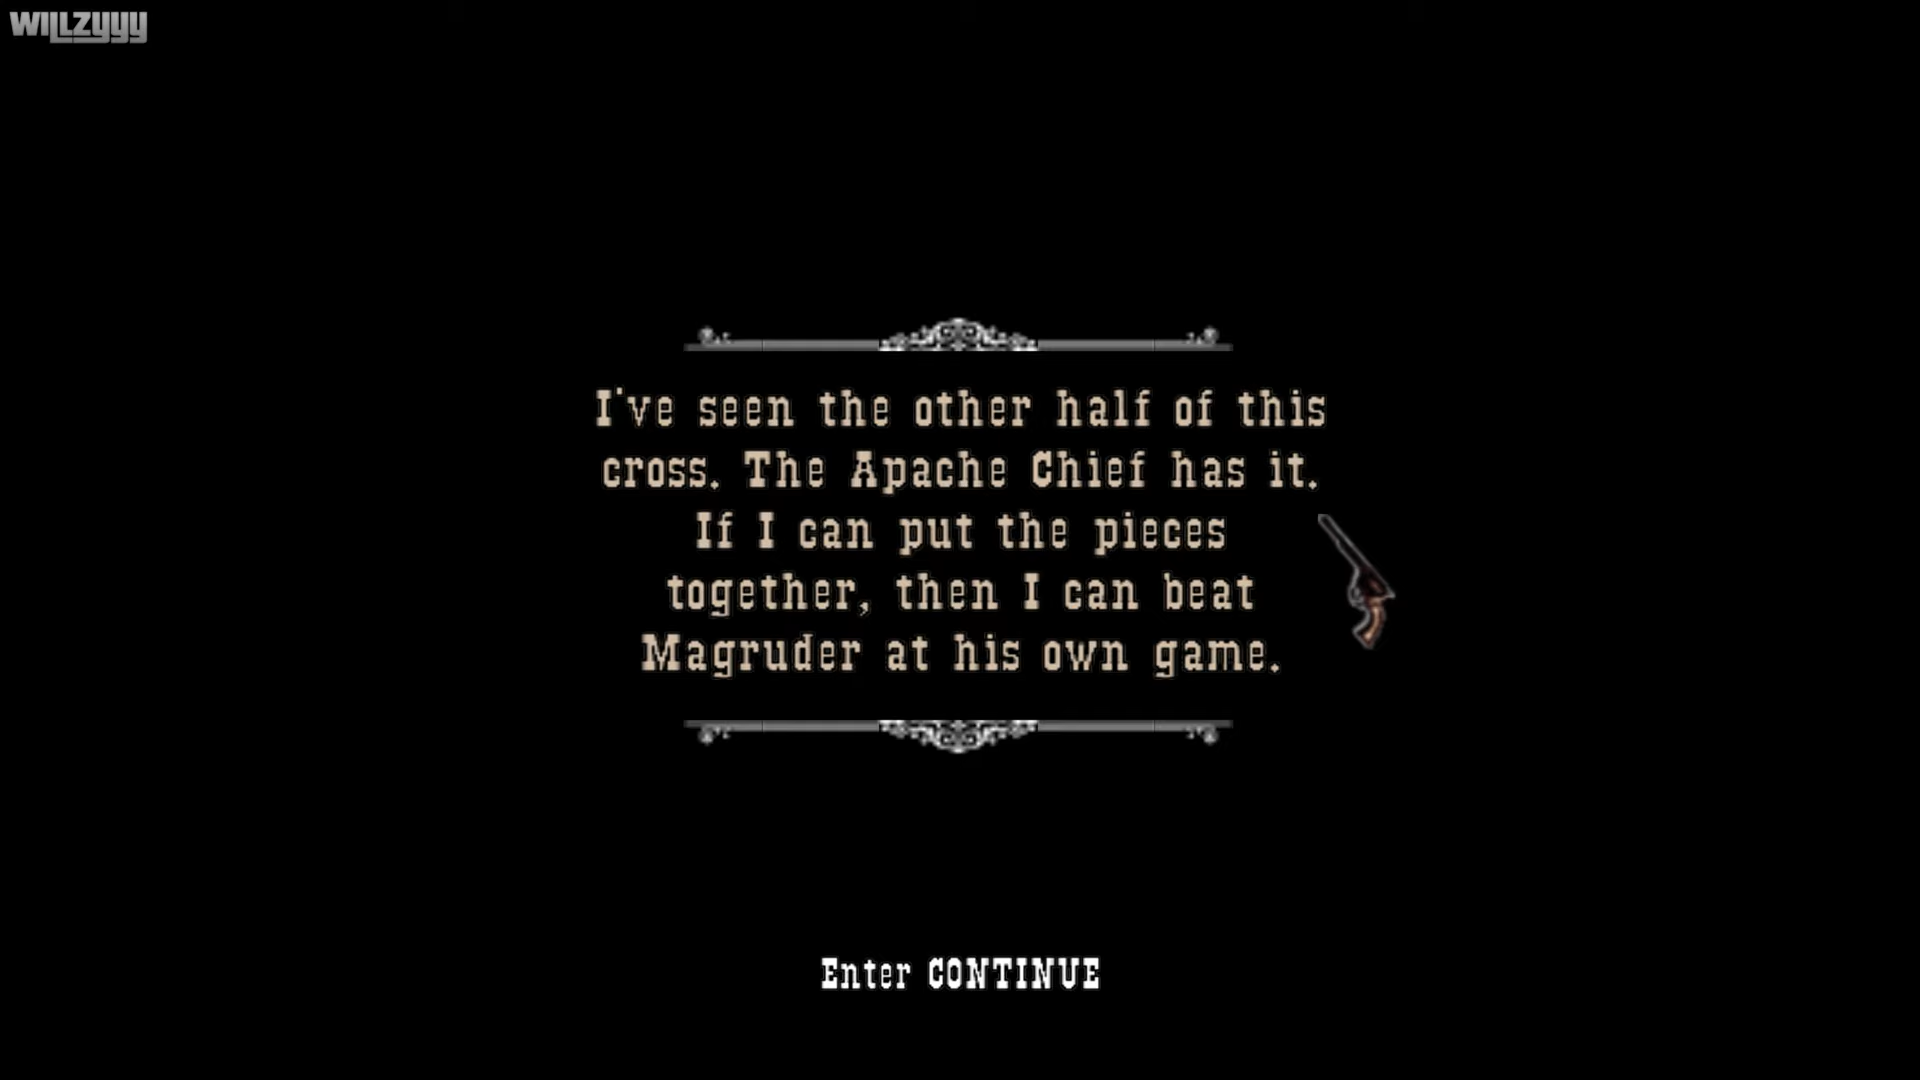 WILLZYYY
I've seen the other half of this
cross. The Apache Chief has it.
If I can put the pieces
together, then I can beat
Magruder at his own game.
Enter CONTINUE